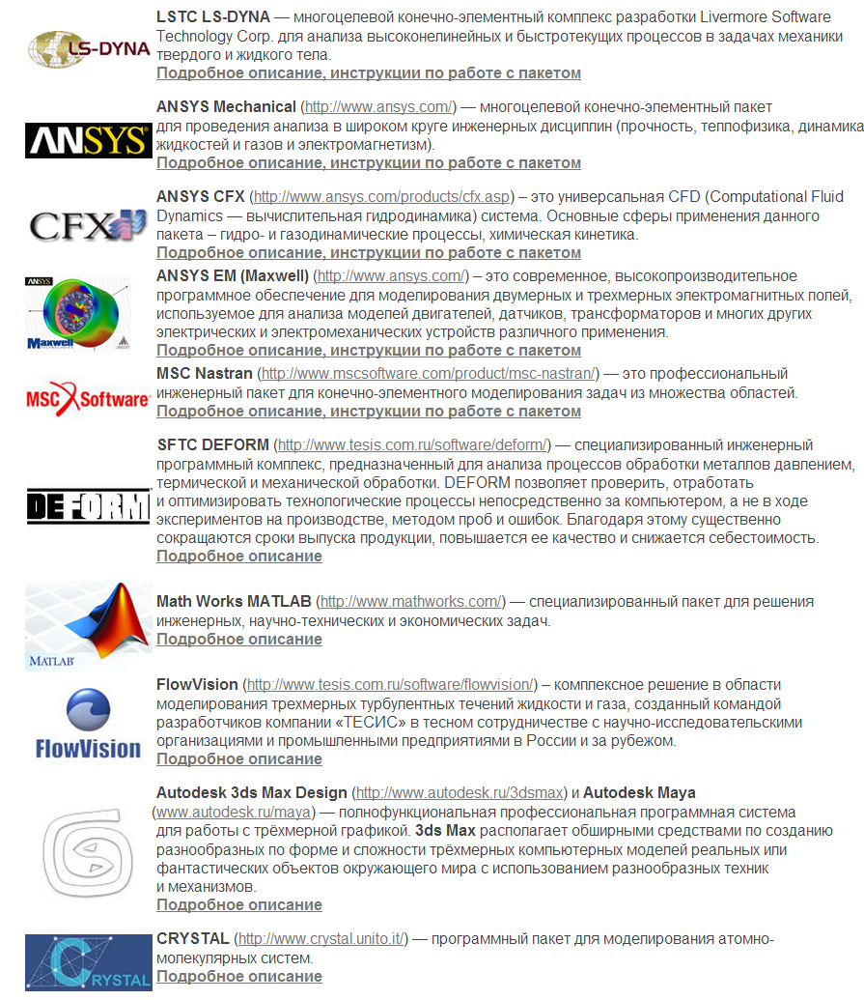 LS-DYNA
LSTC LS-DYNA — многоцелевой конечно-элементный комплекс разработки Livermore Software
Technology Corp. для анализа высоконелинейных и быстротекущих процессов в задачах механики
твердого и жидкого тела.
Подробное описание, инструкции по работе с пакетом
ANSYS
ANSYS Mechanical (http://www.ansys.com/) — многоцелевой конечно-элементный пакет
для проведения анализа в широком круге инженерных дисциплин (прочность, теплофизика, динамика
жидкостей и газов и электромагнетизм).
Подробное описание, инструкции по работе с пакетом
CFX
ANSYS CFX (http://www.ansys.com/products/cfx.asp) – это универсальная CFD (Computational Fluid
Dynamics — вычислительная гидродинамика) система. Основные сферы применения данного
пакета – гидро- и газодинамические процессы, химическая кинетика.
Подробное описание, инструкции по работе с пакетом
ANSYS
Maxwell
ANSYS EM (Maxwell) (http://www.ansys.com/) – это современное, высокопроизводительное
программное обеспечение для моделирования двумерных и трехмерных электромагнитных полей,
используемое для анализа моделей двигателей, датчиков, трансформаторов и многих других
электрических и электромеханических устройств различного применения.
Подробное описание, инструкции по работе с пакетом
MSC Software
MSC Nastran (http://www.mscsoftware.com/product/msc-nastran/) — это профессиональный
инженерный пакет для конечно-элементного моделирования задач из множества областей.
Подробное описание, инструкции по работе с пакетом
DEFORM
SFTC DEFORM (http://www.tesis.com.ru/software/deform/) — специализированный инженерный
программный комплекс, предназначенный для анализа процессов обработки металлов давлением,
термической и механической обработки. DEFORM позволяет проверить, отработать
и оптимизировать технологические процессы непосредственно за компьютером, а не в ходе
экспериментов на производстве, методом проб и ошибок. Благодаря этому существенно
сокращаются сроки выпуска продукции, повышается ее качество и снижается себестоимость.
Подробное описание
MATLAB
Math Works MATLAB (http://www.mathworks.com/) — специализированный пакет для решения
инженерных, научно-технических и экономических задач.
Подробное описание
FlowVision
FlowVision (http://www.tesis.com.ru/software/flowvision/) – комплексное решение в области
моделирования трехмерных турбулентных течений жидкости и газа, созданный командой
разработчиков компании «ТЕСИС» в тесном сотрудничестве с научно-исследовательскими
организациями и промышленными предприятиями в России и за рубежом.
Подробное описание
Autodesk 3ds Max Design (http://www.autodesk.ru/3dsmax) и Autodesk Maya
(www.autodesk.ru/maya) — полнофункциональная профессиональная программная система
для работы с трёхмерной графикой. 3ds Max располагает обширными средствами по созданию
разнообразных по форме и сложности трёхмерных компьютерных моделей реальных или
фантастических объектов окружающего мира с использованием разнообразных техник
и механизмов.
Подробное описание
CRYSTAL
CRYSTAL (http://www.crystal.unito.it/) — программный пакет для моделирования атомно-
молекулярных систем.
Подробное описание